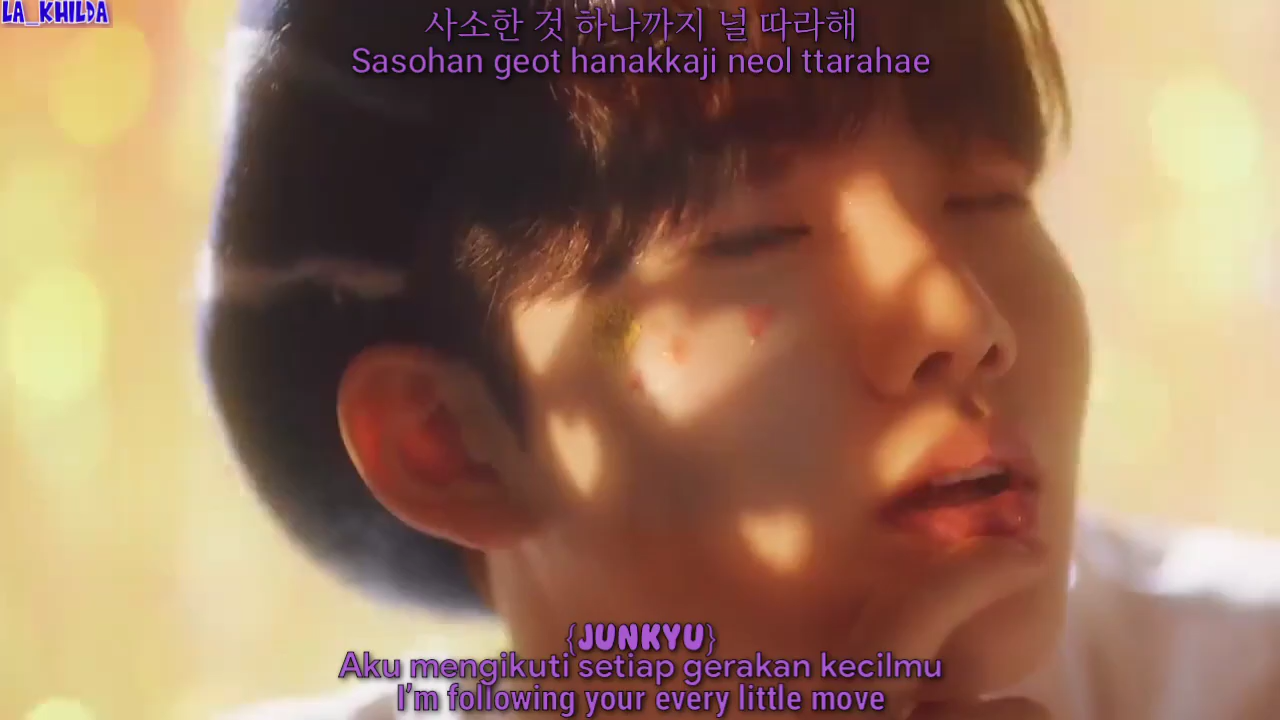 LA_KHILDA
사소한 것 하나까지 널 따라해
Sasohan geot hanakkaji neol ttarahae
{JUNKYU}
Aku mengikuti setiap gerakan kecilmu
I'm following your every little move